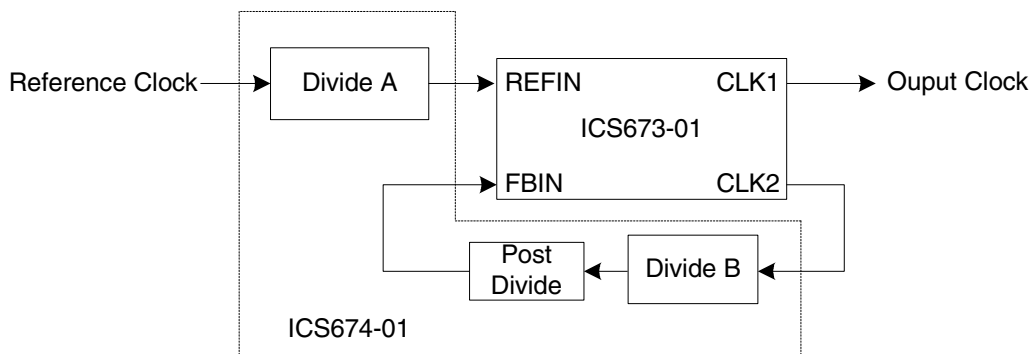 Reference Clock
Divide A
REFIN
CLK1
Ouput Clock
ICS673-01
FBIN
CLK2
Post
Divide
Divide B
ICS674-01